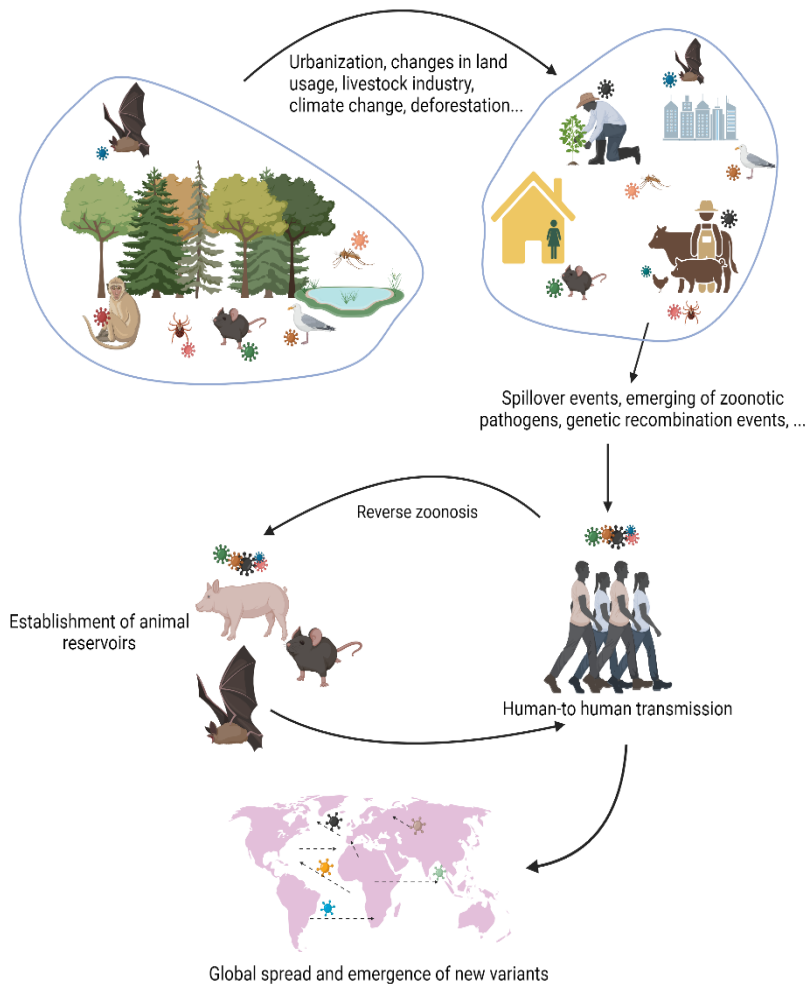 Urbanization, changes in land
usage, livestock industry,
climate change, deforestation...
Spillover events, emerging of zoonotic
pathogens, genetic recombination events, ...
Reverse zoonosis
Establishment of animal
reservoirs
Human-to human transmission
Global spread and emergence of new variants